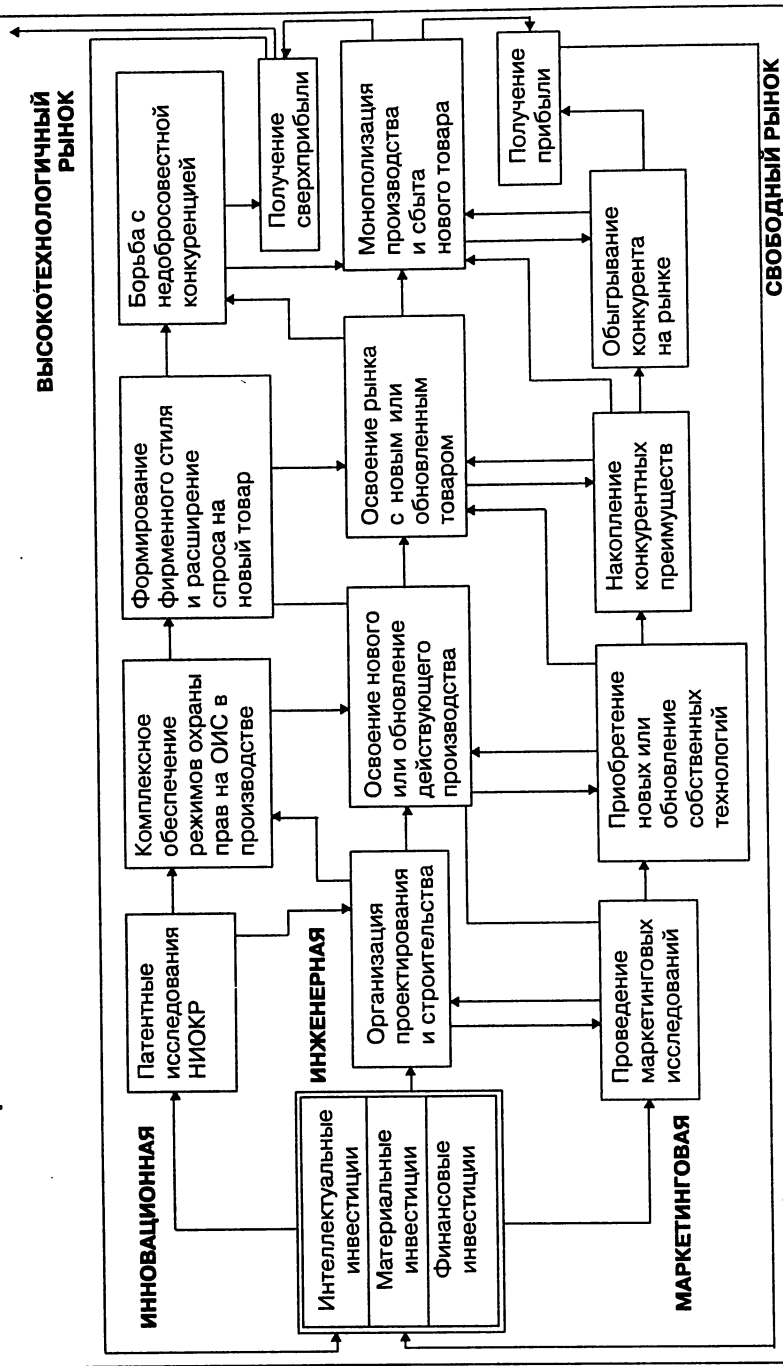 ВЫСОКОТЕХНОЛОГИЧНЫЙ
РЫНОК
ИННОВАЦИОННАЯ
Патентные
исследования
НИОКР
Комплексное
обеспечение
режимов охраны
прав на ОИС в
производстве
Формирование
фирменного стиля
и расширение
спроса на
новый товар
Борьба с
недобросовестной
конкуренцией
Получение
сверхприбыли
ИНЖЕНЕРНАЯ
Интеллектуальные
инвестиции
Материальные
инвестиции
Финансовые
инвестиции
Организация
проектирования
и строительства
Освоение нового
или обновление
действующего
производства
Освоение рынка
с новым или
обновленным
товаром
Монополизация
производства
и сбыта
нового товара
Получение
прибыли
МАРКЕТИНГОВАЯ
Проведение
маркетинговых
исследований
Приобретение
новых или
обновление
собственных
технологий
Накопление
конкурентных
преимуществ
Обыгрывание
конкурента
на рынке
СВОБОДНЫЙ РЫНОК